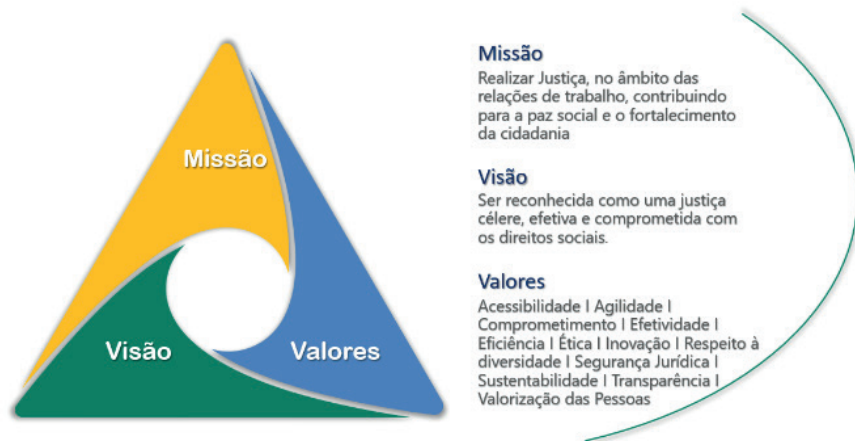 Missão
Visão
Valores
Missão
Realizar Justiça, no âmbito das
relações de trabalho, contribuindo
para a paz social e o fortalecimento
da cidadania
Visão
Ser reconhecida como uma justiça
célere, efetiva e comprometida com
os direitos sociais.
Valores
Acessibilidade I Agilidade I
Comprometimento I Efetividade I
Eficiência I Ética I Inovação I Respeito à
diversidade I Segurança Jurídica I
Sustentabilidade I Transparência I
Valorização das Pessoas